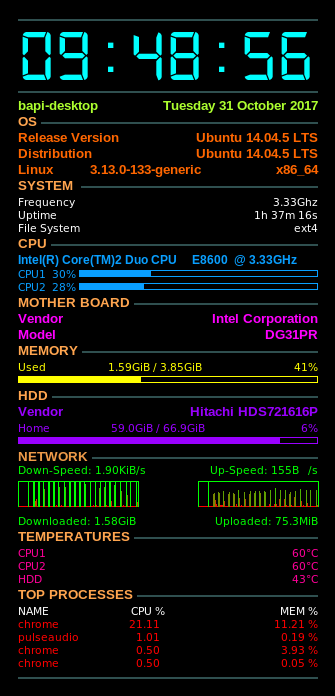 09:48:56
bapi-desktop Tuesday 31 October 2017
OS
Release Version Ubuntu 14.04.5 LTS
Distribution Ubuntu 14.04.5 LTS
Linux 3.13.0-133-generic x86_64
SYSTEM
Frequency 3.33Ghz
Uptime 1h 37m 16s
File System ext4
CPU
Intel(R) Core(TM)2 Duo CPU E8600 @ 3.33GHz
CPU1 30%
CPU2 28%
MOTHER BOARD
Vendor Intel Corporation
Model DG31PR
MEMORY
Used 1.59GiB / 3.85GiB 41%
HDD
Vendor Hitachi HDS721616P
Home 59.0GiB / 66.9GiB 6%
NETWORK
Down-Speed: 1.90KiB/s Up-Speed: 155B /s
Downloaded: 1.58GiB Uploaded: 75.3MiB
TEMPERATURES
CPU1 60°C
CPU2 60°C
HDD 43°C
TOP PROCESSES
NAME CPU % MEM %
chrome 21.11 11.21 %
pulseaudio 1.01 0.19 %
chrome 0.50 3.93 %
chrome 0.50 0.05 %